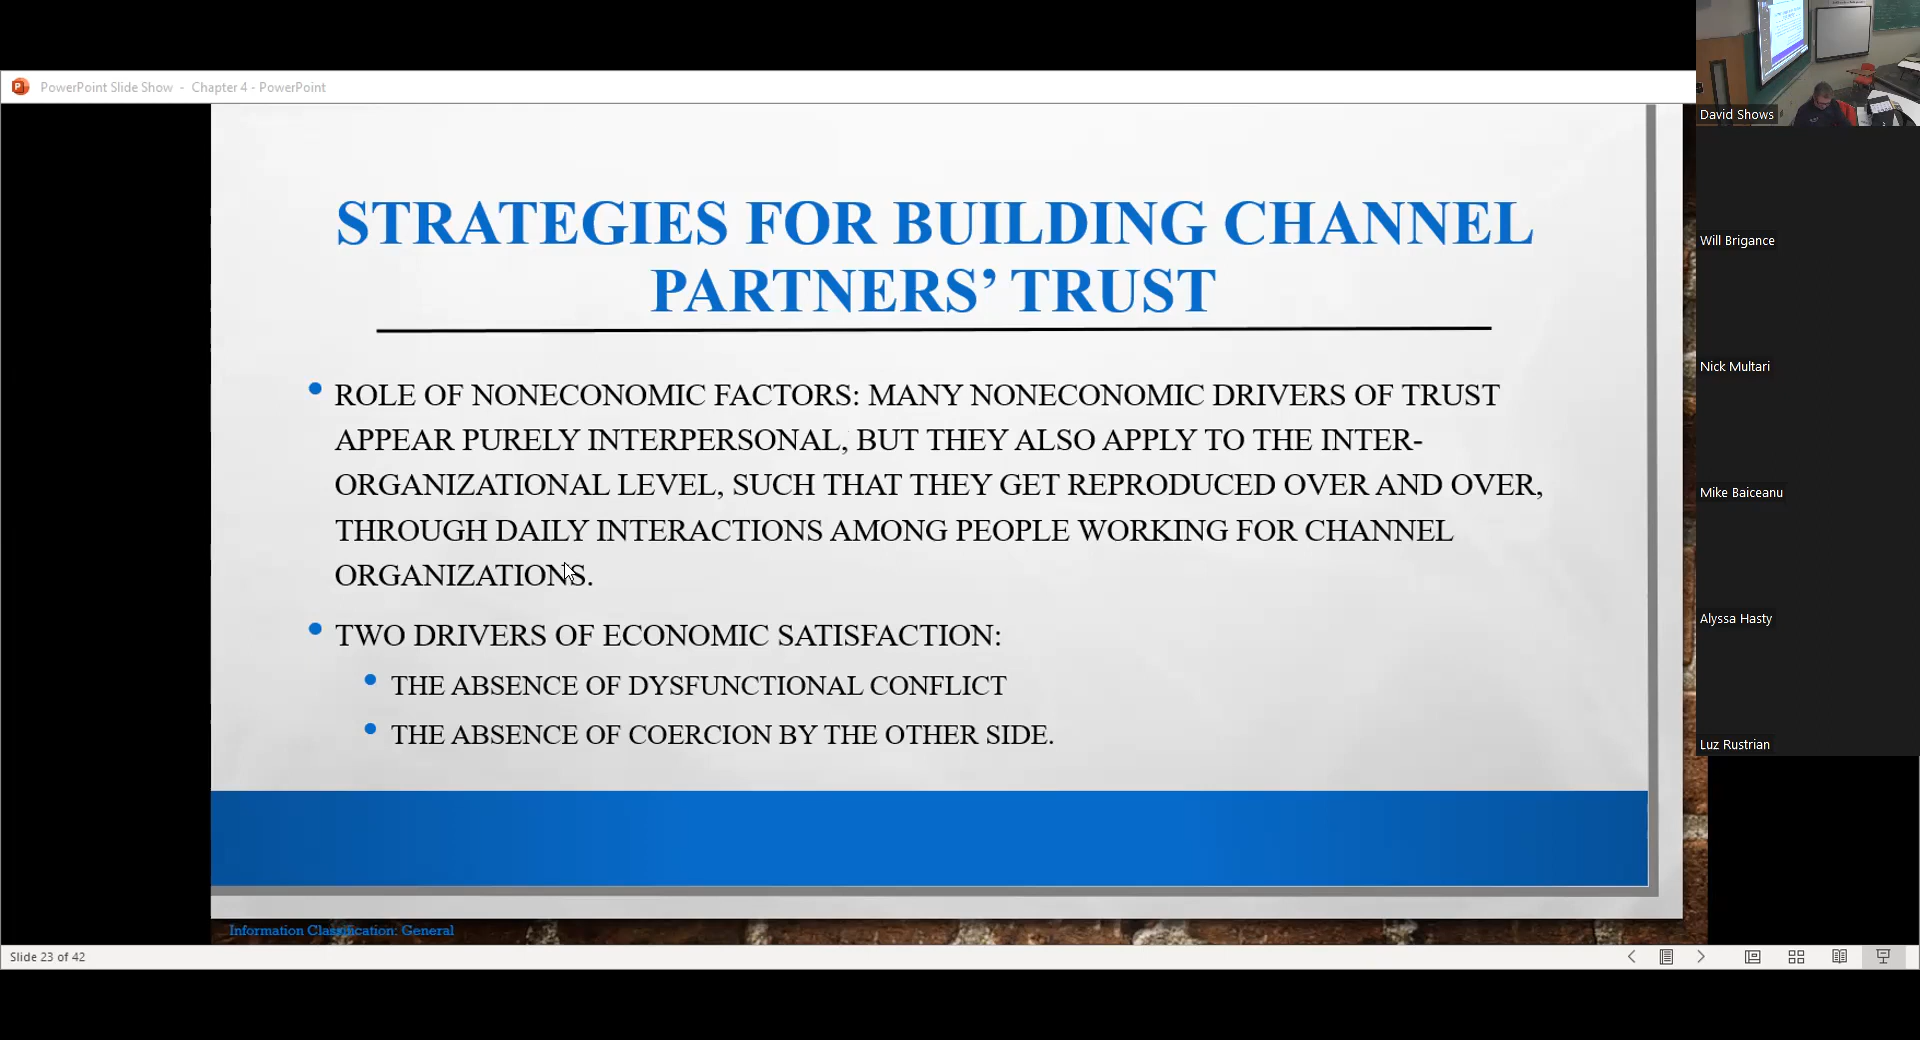 PowerPoint Slide Show - Chapter 4 - PowerPoint
STRATEGIES FOR BUILDING CHANNEL
PARTNERS’ TRUST
• ROLE OF NONECONOMIC FACTORS: MANY NONECONOMIC DRIVERS OF TRUST
APPEAR PURELY INTERPERSONAL, BUT THEY ALSO APPLY TO THE INTER-
ORGANIZATIONAL LEVEL, SUCH THAT THEY GET REPRODUCED OVER AND OVER,
THROUGH DAILY INTERACTIONS AMONG PEOPLE WORKING FOR CHANNEL
ORGANIZATIONS.
• TWO DRIVERS OF ECONOMIC SATISFACTION:
• THE ABSENCE OF DYSFUNCTIONAL CONFLICT
• THE ABSENCE OF COERCION BY THE OTHER SIDE.
Information Classification: General
Slide 23 of 42
David Shows
Will Brigance
Nick Multari
Mike Baiceanu
Alyssa Hasty
Luz Rustrian